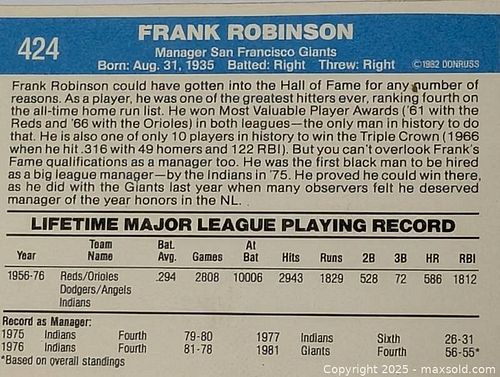 424
FRANK ROBINSON
Manager San Francisco Giants
Born: Aug. 31, 1935 Batted: Right Threw: Right ©1982 DONRUSS
Frank Robinson could have gotten into the Hall of Fame for any number of
reasons. As a player, he was one of the greatest hitters ever, ranking fourth on
the all-time home run list. He won Most Valuable Player Awards ('61 with the
Reds and '66 with the Orioles) in both leagues—the only man in history to do
that. He is also one of only 10 players in history to win the Triple Crown (1966
when he hit .316 with 49 homers and 122 RBI). But you can't overlook Frank's
Fame qualifications as a manager too. He was the first black man to be hired
as a big league manager—by the Indians in '75. He proved he could win there,
as he did with the Giants last year when many observers felt he deserved
manager of the year honors in the NL.
LIFETIME MAJOR LEAGUE PLAYING RECORD
Year Team Name Bat. Avg. Games At Bat Hits Runs 2B 3B HR RBI
1956-76 Reds/Orioles .294 2808 10006 2943 1829 528 72 586 1812
Dodgers/Angels
Indians
Record as Manager:
1975 Indians Fourth 79-80 1977 Indians Sixth 26-31
1976 Indians Fourth 81-78 1981 Giants Fourth 56-55*
*Based on overall standings
Copyright 2025 - maxsold.com